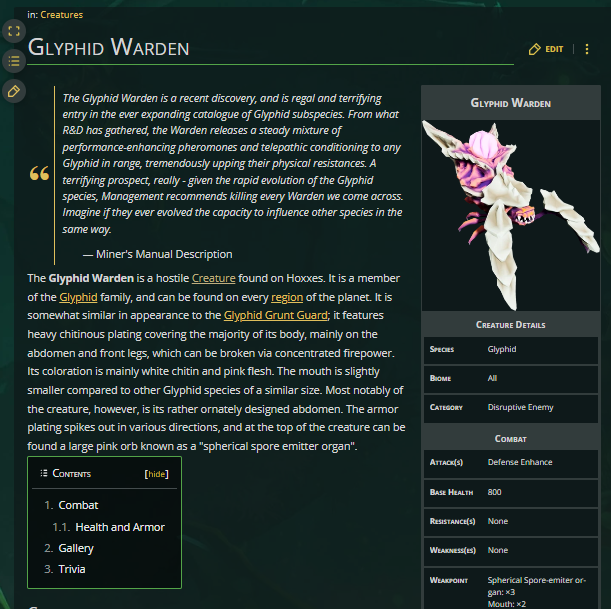 in: Creatures
Glyphid Warden
EDIT
The Glyphid Warden is a recent discovery, and is regal and terrifying
entry in the ever expanding catalogue of Glyphid subspecies. From what
R&D has gathered, the Warden releases a steady mixture of
performance-enhancing pheromones and telepathic conditioning to any
Glyphid in range, tremendously upping their physical resistances. A
terrifying prospect, really - given the rapid evolution of the Glyphid
species, Management recommends killing every Warden we come across.
Imagine if they ever evolved the capacity to influence other species in the
same way.
— Miner's Manual Description
The Glyphid Warden is a hostile Creature found on Hoxxes. It is a member
of the Glyphid family, and can be found on every region of the planet. It is
somewhat similar in appearance to the Glyphid Grunt Guard; it features
heavy chitinous plating covering the majority of its body, mainly on the
abdomen and front legs, which can be broken via concentrated firepower.
Its coloration is mainly white chitin and pink flesh. The mouth is slightly
smaller compared to other Glyphid species of a similar size. Most notably of
the creature, however, is its rather ornately designed abdomen. The armor
plating spikes out in various directions, and at the top of the creature can be
found a large pink orb known as a "spherical spore emitter organ".
Contents [hide]
1. Combat
1.1. Health and Armor
2. Gallery
3. Trivia
Glyphid Warden
Creature Details
Species Glyphid
Biome All
Category Disruptive Enemy
Combat
Attack(s) Defense Enhance
Base Health 800
Resistance(s) None
Weakness(es) None
Weakpoint Spherical Spore-emiter or-
gan: ×3
Mouth: ×2